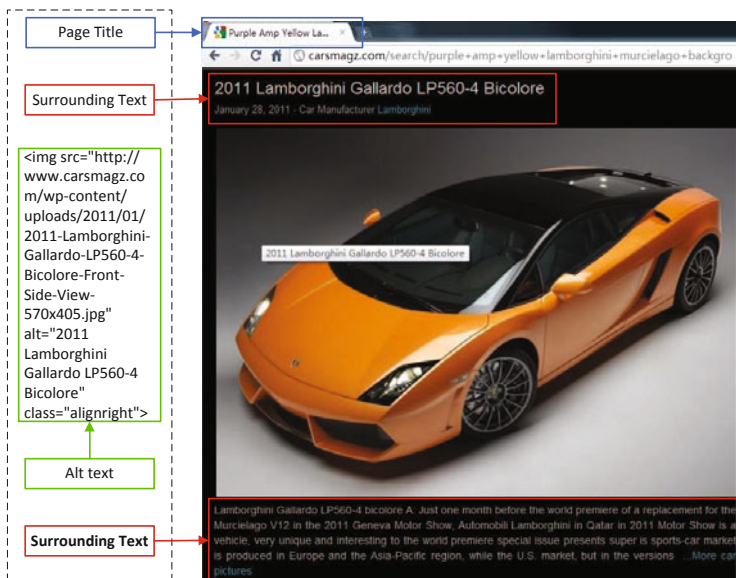 Page Title
Purple Amp Yellow La...
carsmagz.com/search/purple+amp+yellow+lamborghini+murcielago+backgro
Surrounding Text
2011 Lamborghini Gallardo LP560-4 Bicolore
January 28, 2011 - Car Manufacturer Lamborghini
<img src="http://
www.carsmagz.co
m/wp-content/
uploads/2011/01/
2011-Lamborghini-
Gallardo-LP560-4-
Bicolore-Front-
Side-View-
570x405.jpg"
alt="2011
Lamborghini
Gallardo LP560-4
Bicolore"
class="alignright">
2011 Lamborghini Gallardo LP560-4 Bicolore
Alt text
Surrounding Text
Lamborghini Gallardo LP560-4 bicolore A: Just one month before the world premiere of a replacement for the
Murcielago V12 in the 2011 Geneva Motor Show, Automobili Lamborghini in Qatar in 2011 Motor Show is a
vehicle, very unique and interesting to the world premiere special issue presents super is sports-car market
is produced in Europe and the Asia-Pacific region, while the U.S. market, but in the versions ...More car
pictures